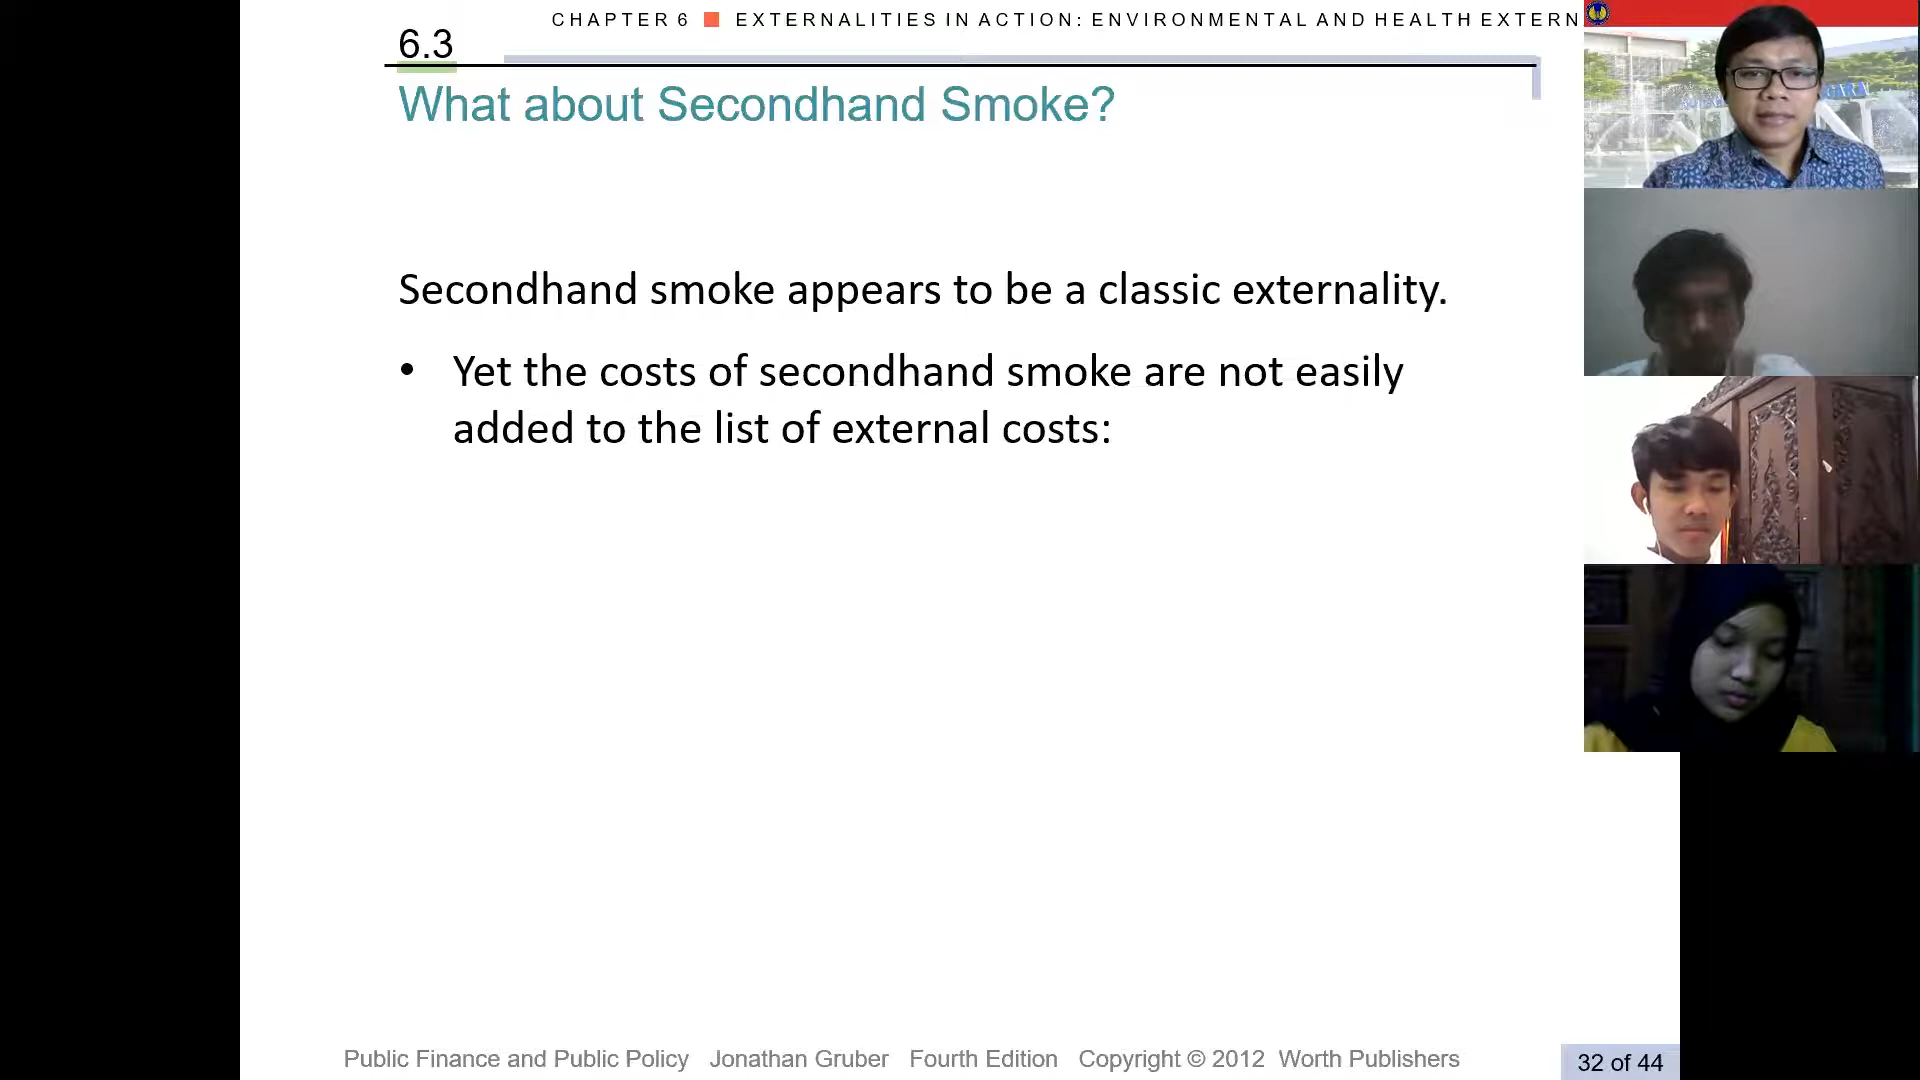 CHAPTER 6 ■ EXTERNALITIES IN ACTION: ENVIRONMENTAL AND HEALTH EXTERN
6.3
What about Secondhand Smoke?
Secondhand smoke appears to be a classic externality.
• Yet the costs of secondhand smoke are not easily
added to the list of external costs:
Public Finance and Public Policy Jonathan Gruber Fourth Edition Copyright © 2012 Worth Publishers
32 of 44